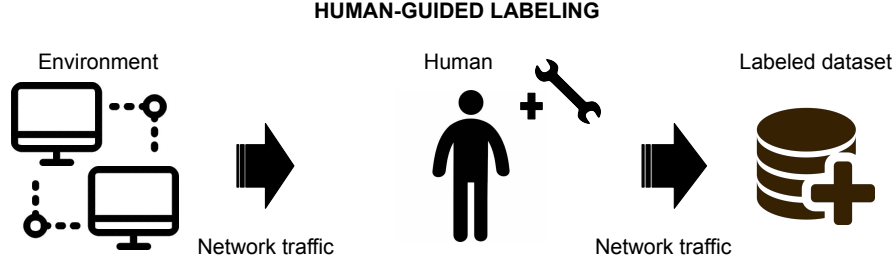 HUMAN-GUIDED LABELING
Environment
Human
Labeled dataset
Network traffic
Network traffic